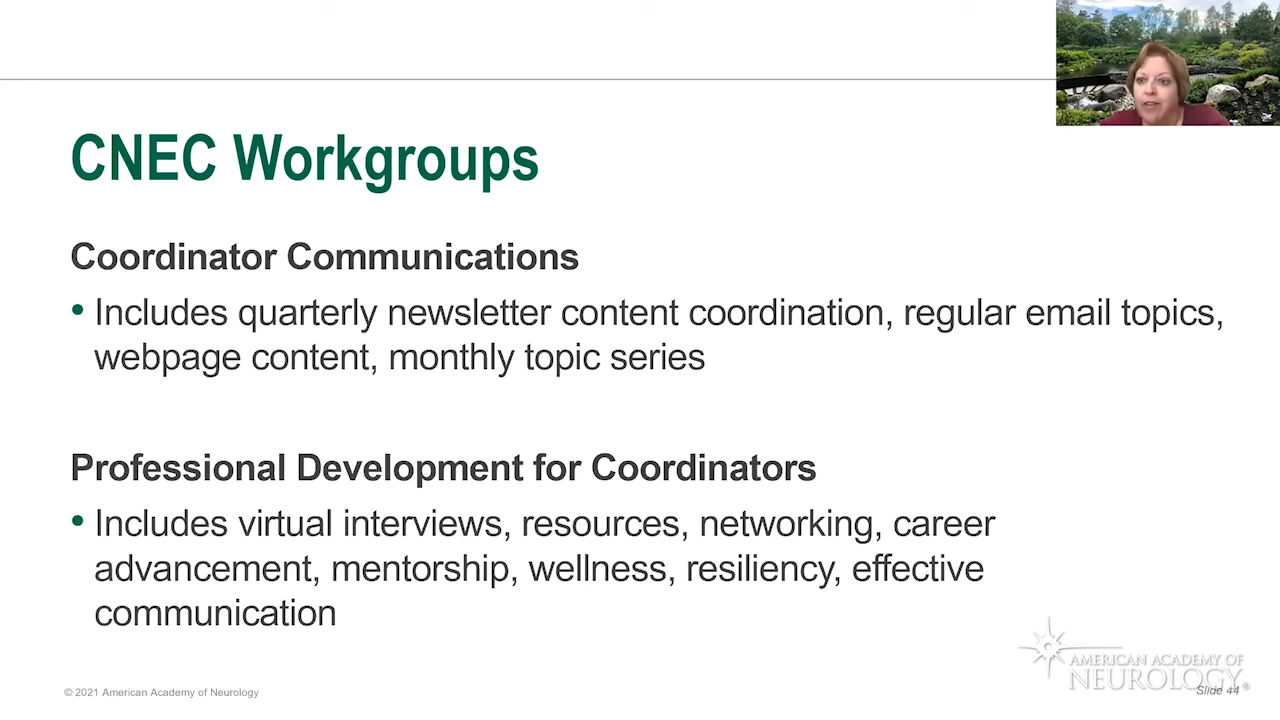 CNEC Workgroups
Coordinator Communications
• Includes quarterly newsletter content coordination, regular email topics,
webpage content, monthly topic series
Professional Development for Coordinators
• Includes virtual interviews, resources, networking, career
advancement, mentorship, wellness, resiliency, effective
communication
AMERICAN ACADEMY OF
NEUROLOGY®
© 2021 American Academy of Neurology
Slide 44